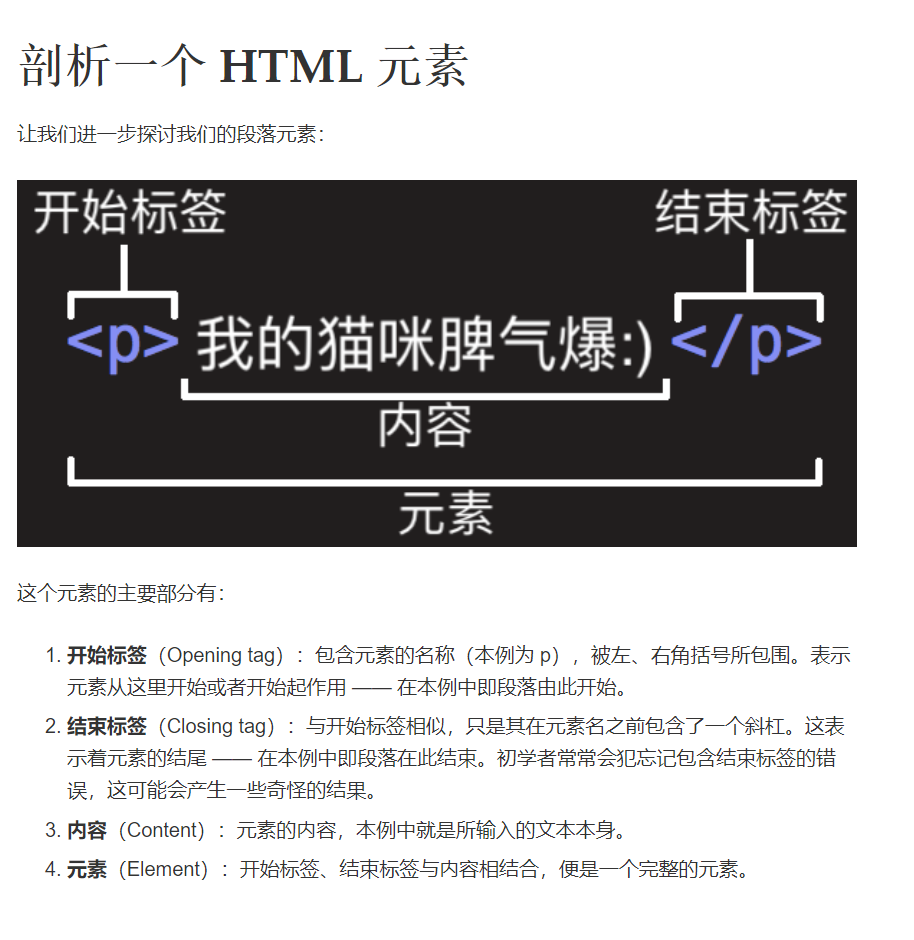 剖析一个 HTML 元素
让我们进一步探讨我们的段落元素：
开始标签 结束标签
<p> 我的猫咪脾气爆:) </p>
内容
元素
这个元素的主要部分有：
1. 开始标签（Opening tag）：包含元素的名称（本例为 p），被左、右角括号所包围。表示
元素从这里开始或者开始起作用 —— 在本例中即段落由此开始。
2. 结束标签（Closing tag）：与开始标签相似，只是其在元素名之前包含了一个斜杠。这表
示着元素的结尾 —— 在本例中即段落在此结束。初学者常常会犯忘记包含结束标签的错
误，这可能会产生一些奇怪的结果。
3. 内容（Content）：元素的内容，本例中就是所输入的文本本身。
4. 元素（Element）：开始标签、结束标签与内容相结合，便是一个完整的元素。